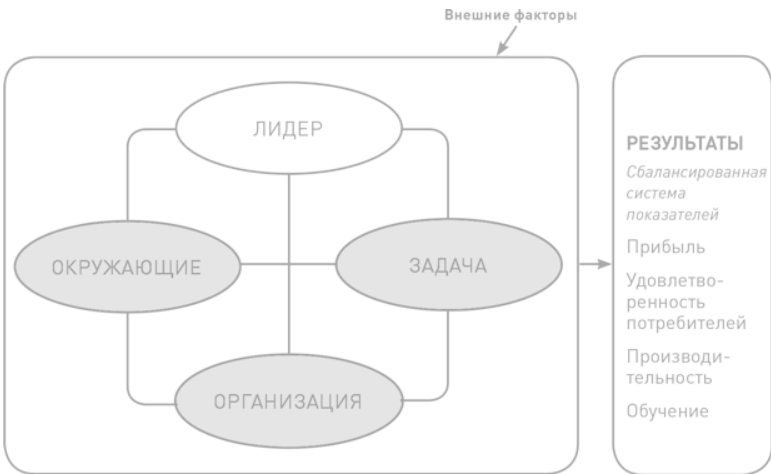 Внешние факторы
ЛИДЕР
ОКРУЖАЮЩИЕ
ЗАДАЧА
ОРГАНИЗАЦИЯ
РЕЗУЛЬТАТЫ
Сбалансированная
система
показателей
Прибыль
Удовлетво-
ренность
потребителей
Производи-
тельность
Обучение